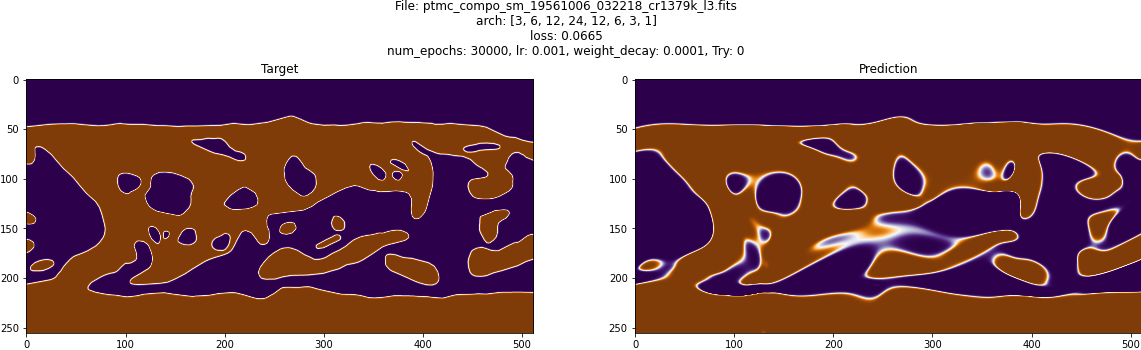 File: ptmc_compo_sm_19561006_032218_cr1379k_l3.fits
arch: [3, 6, 12, 24, 12, 6, 3, 1]
loss: 0.0665
num_epochs: 30000, lr: 0.001, weight_decay: 0.0001, Try: 0
Target
Prediction
0
50
100
150
200
250
0 100 200 300 400 500
0
50
100
150
200
250
0 100 200 300 400 500